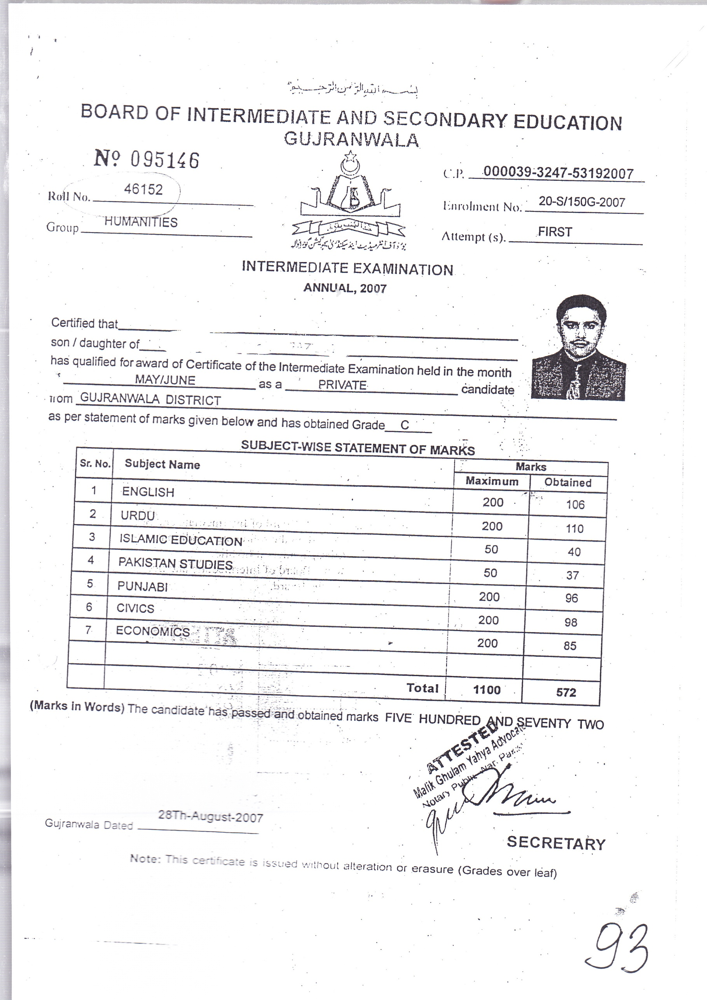 بسم الله الرحمن الرحيم
BOARD OF INTERMEDIATE AND SECONDARY EDUCATION
GUJRANWALA
Nº 095146
C.P. 000039-3247-53192007
Roll No. 46152
Enrolment No. 20-S/150G-2007
Group HUMANITIES
Attempt (s). FIRST
بورڈ آف انٹرمیڈیٹ اینڈ سیکنڈری ایجوکیشن گوجرانوالہ
INTERMEDIATE EXAMINATION
ANNUAL, 2007
Certified that
son / daughter of
has qualified for award of Certificate of the Intermediate Examination held in the month
MAY/JUNE as a PRIVATE candidate
from GUJRANWALA DISTRICT
as per statement of marks given below and has obtained Grade C
SUBJECT-WISE STATEMENT OF MARKS
Sr. No. Subject Name Marks
Maximum Obtained
1 ENGLISH 200 106
2 URDU 200 110
3 ISLAMIC EDUCATION 50 40
4 PAKISTAN STUDIES 50 37
5 PUNJABI 200 96
6 CIVICS 200 98
7 ECONOMICS 200 85
Total 1100 572
(Marks in Words) The candidate has passed and obtained marks FIVE HUNDRED AND SEVENTY TWO
ATTESTED
Malik Ghulam Yahya Advocate
Notary Public
Gujranwala Dated 28Th-August-2007
SECRETARY
Note: This certificate is issued without alteration or erasure (Grades over leaf)
93